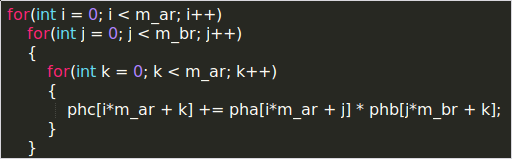 for(int i = 0; i < m_ar; i++)
for(int j = 0; j < m_br; j++)
{
for(int k = 0; k < m_ar; k++)
{
phc[i*m_ar + k] += pha[i*m_ar + j] * phb[j*m_br + k];
}
}